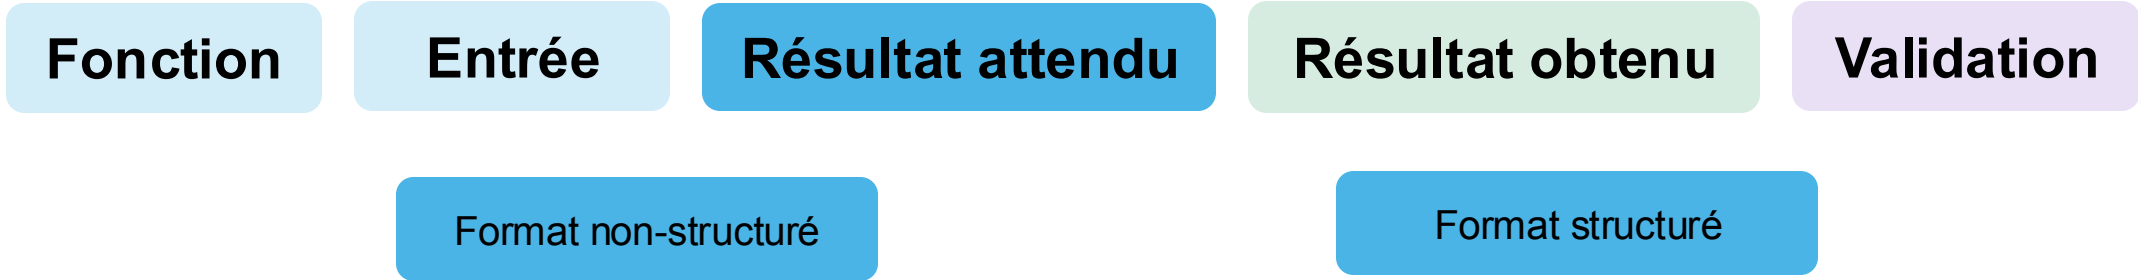 Fonction
Entrée
Résultat attendu
Résultat obtenu
Validation
Format non-structuré
Format structuré